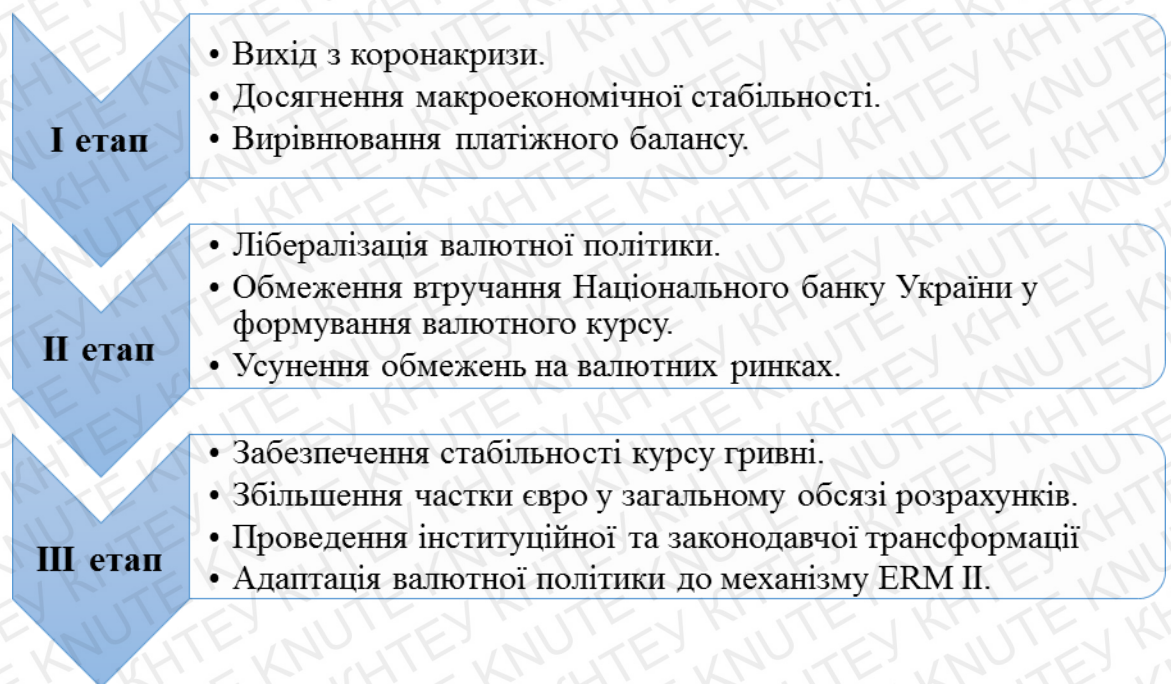 I етап
• Вихід з коронакризи.
• Досягнення макроекономічної стабільності.
• Вирівнювання платіжного балансу.
II етап
• Лібералізація валютної політики.
• Обмеження втручання Національного банку України у
формування валютного курсу.
• Усунення обмежень на валютних ринках.
III етап
• Забезпечення стабільності курсу гривні.
• Збільшення частки євро у загальному обсязі розрахунків.
• Проведення інституційної та законодавчої трансформації
• Адаптація валютної політики до механізму ERM II.
KNUTE КНТЕУ